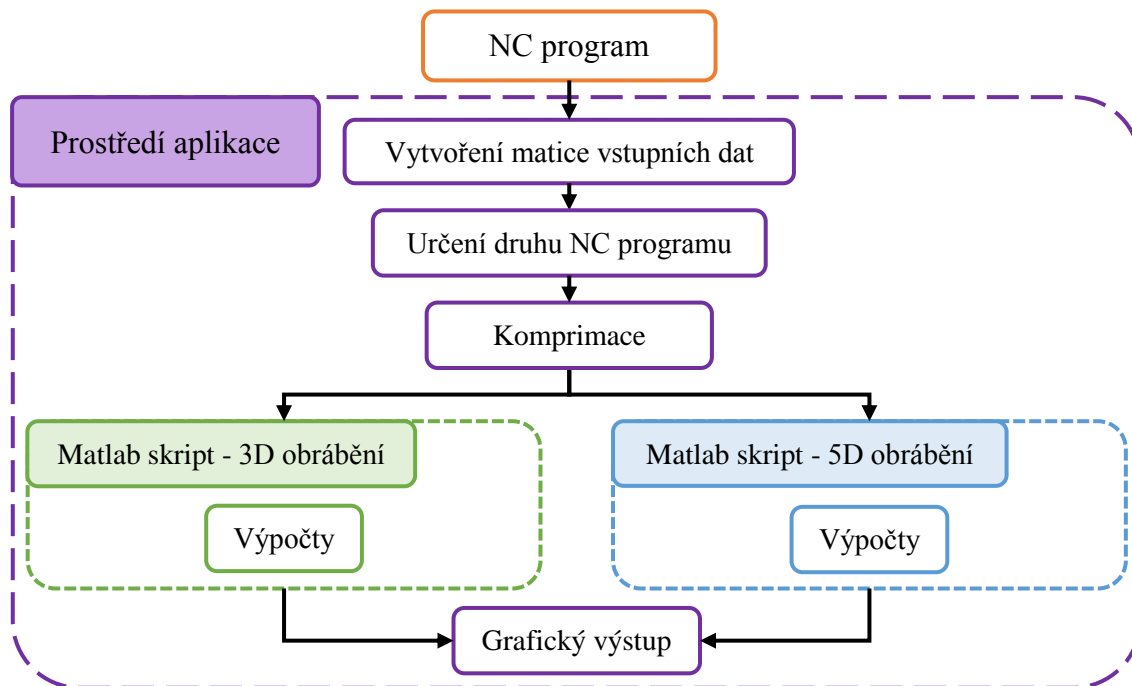 NC program
Prostředí aplikace
Vytvoření matice vstupních dat
Určení druhu NC programu
Komprimace
Matlab skript - 3D obrábění
Matlab skript - 5D obrábění
Výpočty
Výpočty
Grafický výstup